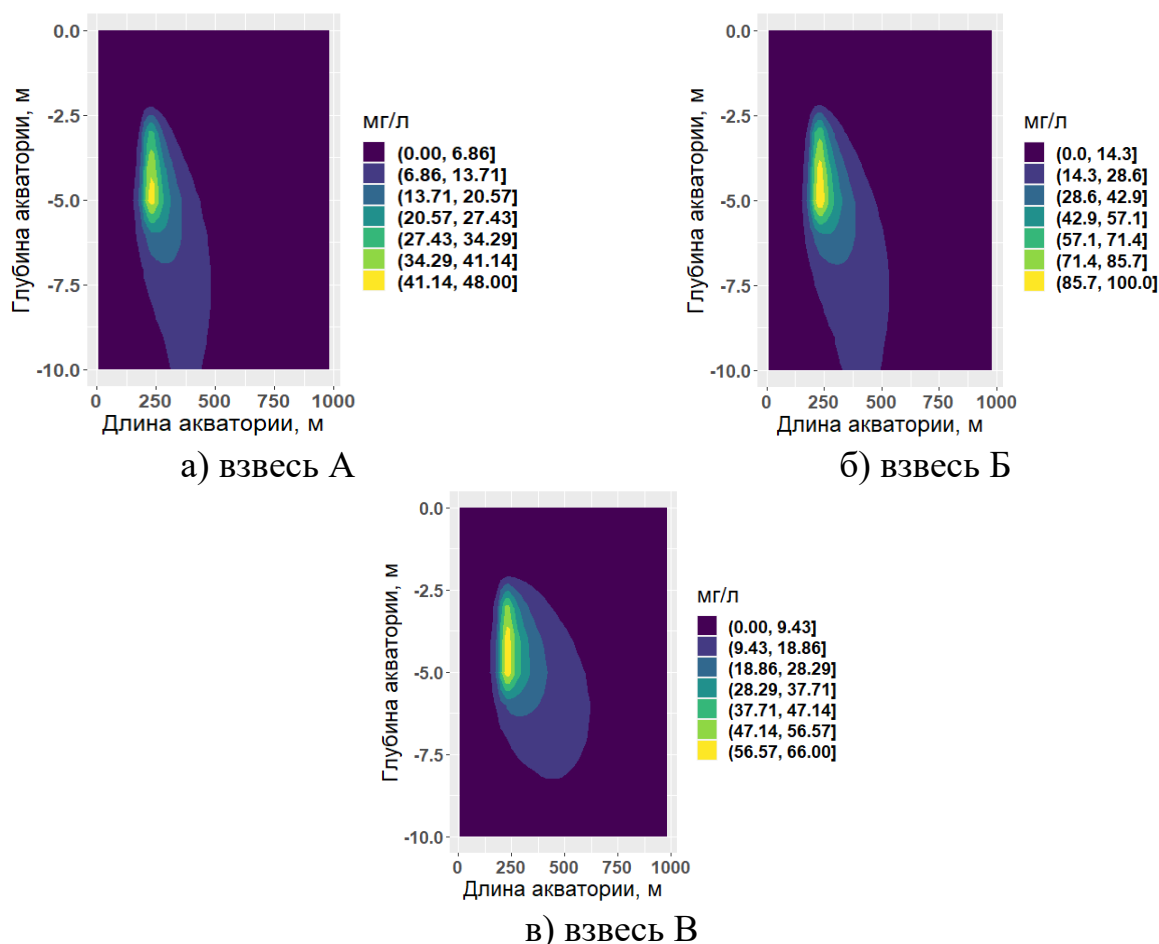 0.0
-2.5
-5.0
-7.5
-10.0
Глубина акватории, м
0 250 500 750 1000
Длина акватории, м
мг/л
(0.00, 6.86]
(6.86, 13.71]
(13.71, 20.57]
(20.57, 27.43]
(27.43, 34.29]
(34.29, 41.14]
(41.14, 48.00]
а) взвесь А
0.0
-2.5
-5.0
-7.5
-10.0
Глубина акватории, м
0 250 500 750 1000
Длина акватории, м
мг/л
(0.0, 14.3]
(14.3, 28.6]
(28.6, 42.9]
(42.9, 57.1]
(57.1, 71.4]
(71.4, 85.7]
(85.7, 100.0]
б) взвесь Б
0.0
-2.5
-5.0
-7.5
-10.0
Глубина акватории, м
0 250 500 750 1000
Длина акватории, м
мг/л
(0.00, 9.43]
(9.43, 18.86]
(18.86, 28.29]
(28.29, 37.71]
(37.71, 47.14]
(47.14, 56.57]
(56.57, 66.00]
в) взвесь В